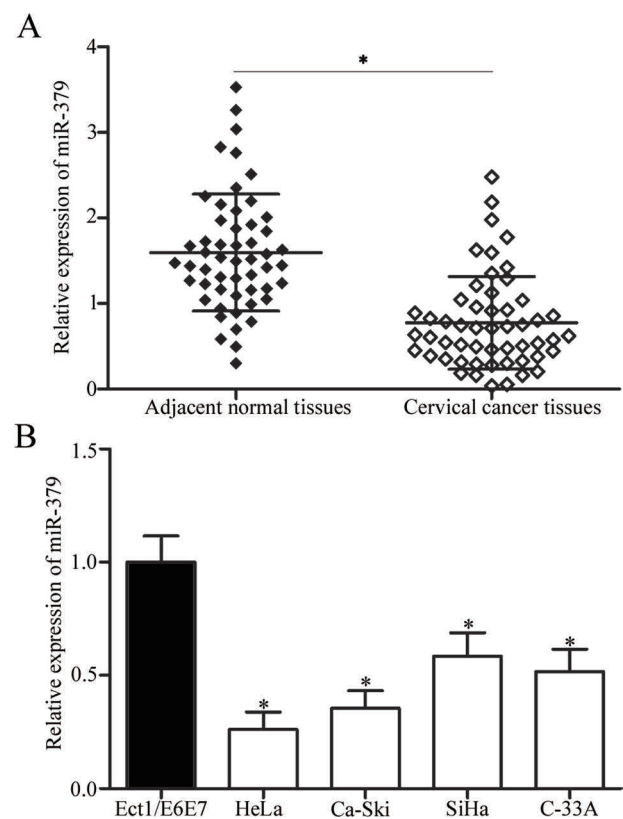 A
Relative expression of miR-379
4
3
2
1
0
*
Adjacent normal tissues
Cervical cancer tissues
B
Relative expression of miR-379
1.5
1.0
0.5
0.0
*
*
*
*
Ect1/E6E7
HeLa
Ca-Ski
SiHa
C-33A